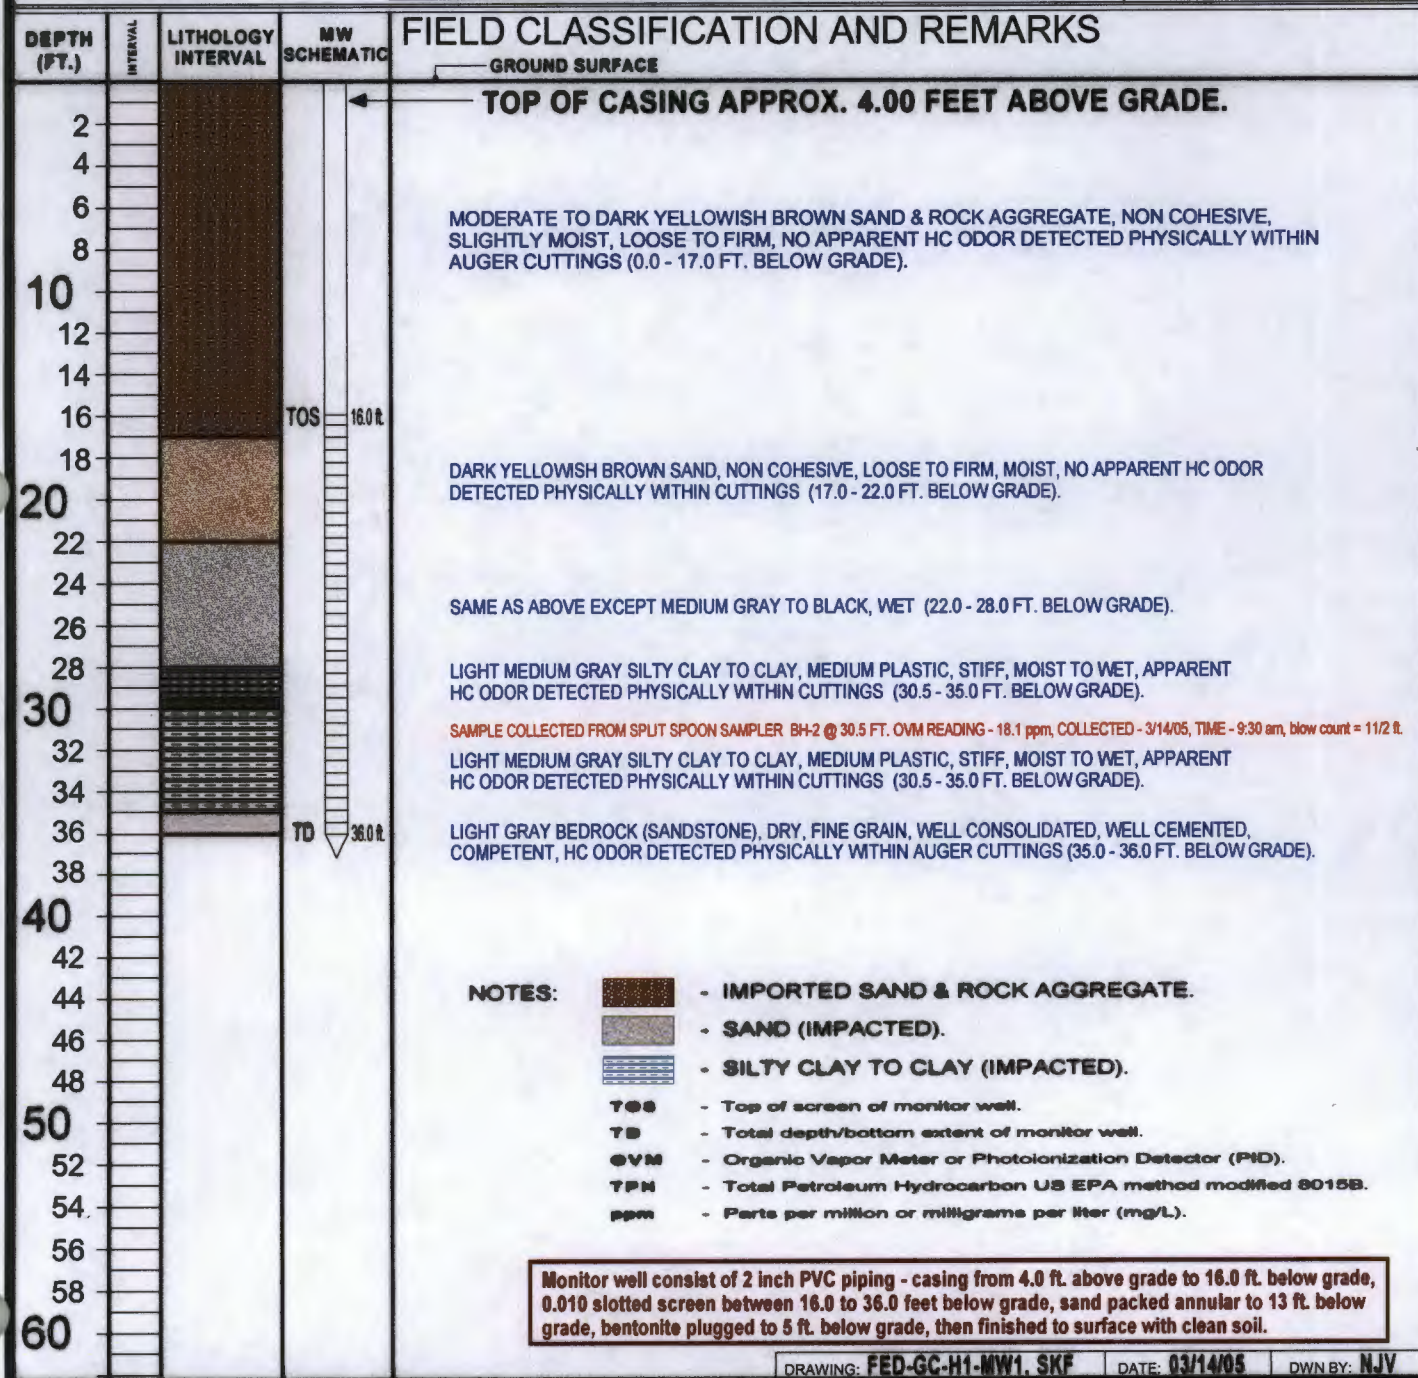 DEPTH (FT.)
INTERVAL
LITHOLOGY INTERVAL
MW SCHEMATIC
FIELD CLASSIFICATION AND REMARKS
GROUND SURFACE
TOP OF CASING APPROX. 4.00 FEET ABOVE GRADE.
2
4
6
MODERATE TO DARK YELLOWISH BROWN SAND & ROCK AGGREGATE, NON COHESIVE,
SLIGHTLY MOIST, LOOSE TO FIRM, NO APPARENT HC ODOR DETECTED PHYSICALLY WITHIN
8
AUGER CUTTINGS (0.0 - 17.0 FT. BELOW GRADE).
10
12
14
16
TOS 16.0 ft.
18
DARK YELLOWISH BROWN SAND, NON COHESIVE, LOOSE TO FIRM, MOIST, NO APPARENT HC ODOR
DETECTED PHYSICALLY WITHIN CUTTINGS (17.0 - 22.0 FT. BELOW GRADE).
20
22
24
SAME AS ABOVE EXCEPT MEDIUM GRAY TO BLACK, WET (22.0 - 28.0 FT. BELOW GRADE).
26
28
LIGHT MEDIUM GRAY SILTY CLAY TO CLAY, MEDIUM PLASTIC, STIFF, MOIST TO WET, APPARENT
HC ODOR DETECTED PHYSICALLY WITHIN CUTTINGS (30.5 - 35.0 FT. BELOW GRADE).
30
SAMPLE COLLECTED FROM SPLIT SPOON SAMPLER BH-2 @ 30.5 FT. OVM READING - 18.1 ppm, COLLECTED - 3/14/05, TIME - 9:30 am, blow count = 11/2 ft.
32
LIGHT MEDIUM GRAY SILTY CLAY TO CLAY, MEDIUM PLASTIC, STIFF, MOIST TO WET, APPARENT
HC ODOR DETECTED PHYSICALLY WITHIN CUTTINGS (30.5 - 35.0 FT. BELOW GRADE).
34
36
TD 36.0 ft.
LIGHT GRAY BEDROCK (SANDSTONE), DRY, FINE GRAIN, WELL CONSOLIDATED, WELL CEMENTED,
COMPETENT, HC ODOR DETECTED PHYSICALLY WITHIN AUGER CUTTINGS (35.0 - 36.0 FT. BELOW GRADE).
38
40
42
44
NOTES: - IMPORTED SAND & ROCK AGGREGATE.
46
- SAND (IMPACTED).
48
- SILTY CLAY TO CLAY (IMPACTED).
50
TOS - Top of screen of monitor well.
TD - Total depth/bottom extent of monitor well.
52
OVM - Organic Vapor Meter or Photoionization Detector (PID).
54
TPH - Total Petroleum Hydrocarbon US EPA method modified 8015B.
ppm - Parts per million or milligrams per liter (mg/L).
56
58
60
Monitor well consist of 2 inch PVC piping - casing from 4.0 ft. above grade to 16.0 ft. below grade,
0.010 slotted screen between 16.0 to 36.0 feet below grade, sand packed annular to 13 ft. below
grade, bentonite plugged to 5 ft. below grade, then finished to surface with clean soil.
DRAWING: FED-GC-H1-MW1. SKF DATE: 03/14/05 DWN BY: NJV